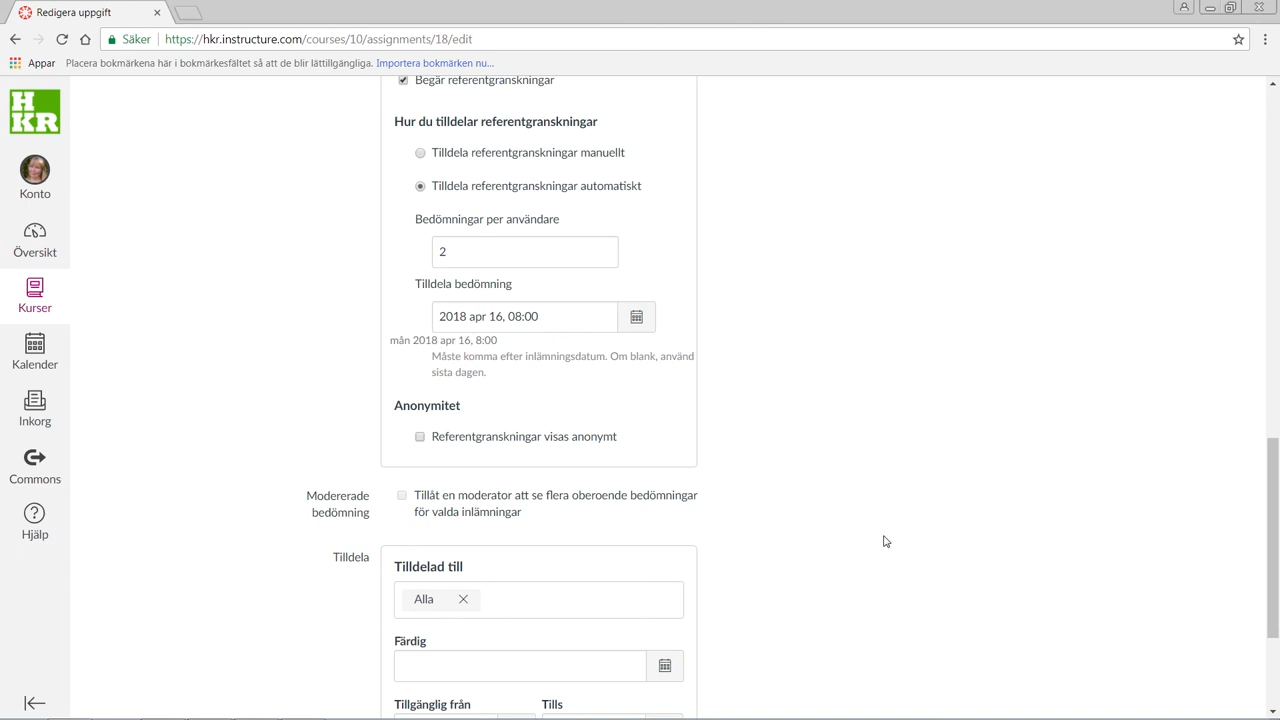 Redigera uppgift
Säker https://hkr.instructure.com/courses/10/assignments/18/edit
Appar Placera bokmärkena här i bokmärkesfältet så att de blir lättillgängliga. Importera bokmärken nu...
HKR
Konto
Översikt
Kurser
Kalender
Inkorg
Commons
Hjälp
Begär referentgranskningar
Hur du tilldelar referentgranskningar
Tilldela referentgranskningar manuellt
Tilldela referentgranskningar automatiskt
Bedömningar per användare
2
Tilldela bedömning
2018 apr 16, 08:00
mån 2018 apr 16, 8:00
Måste komma efter inlämningsdatum. Om blank, använd
sista dagen.
Anonymitet
Referentgranskningar visas anonymt
Modererade
bedömning
Tillåt en moderator att se flera oberoende bedömningar
för valda inlämningar
Tilldela
Tilldelad till
Alla
Färdig
Tillgänglig från Tills